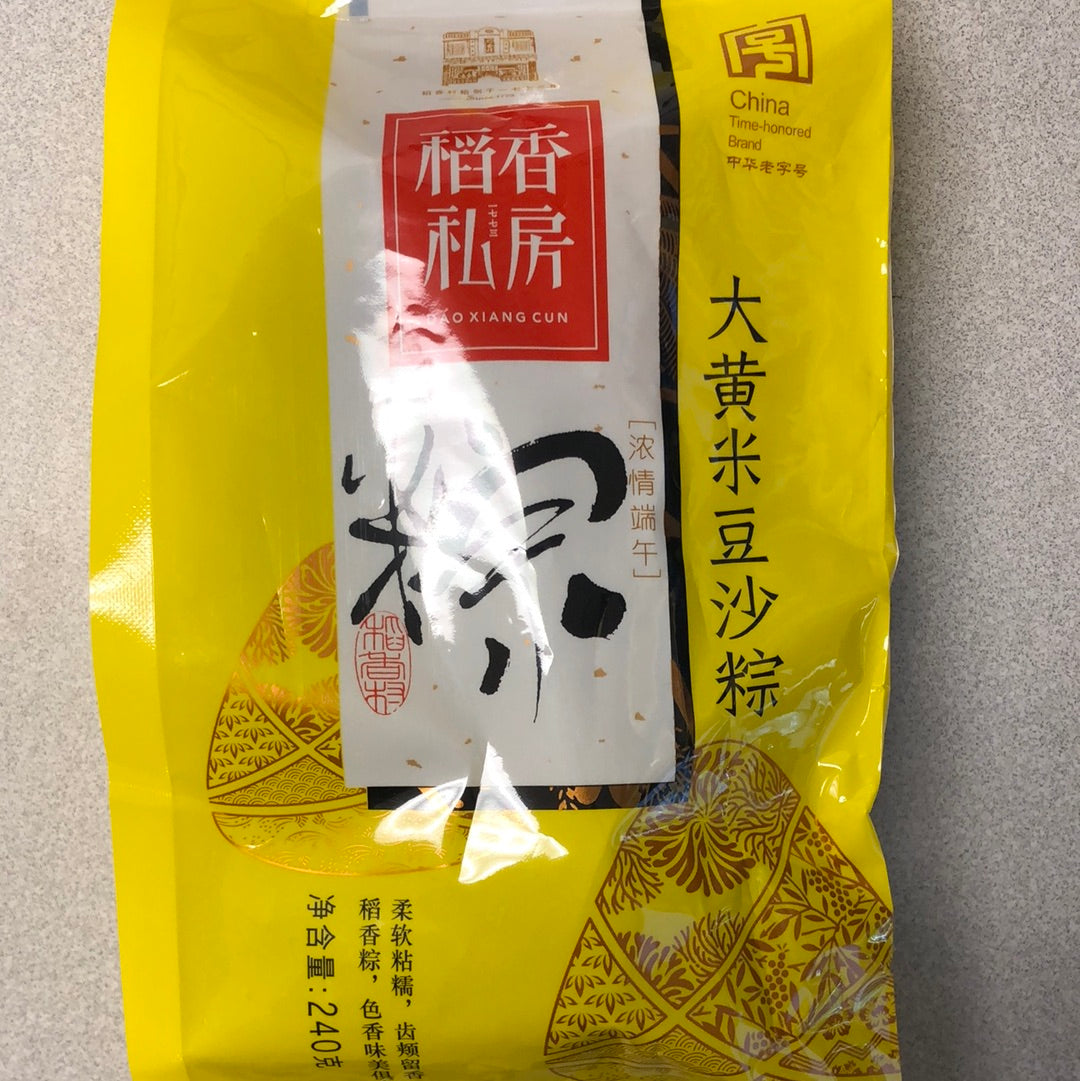 China
Time-honored
Brand
中华老字号
稻香
私房
一七七三
DAO XIANG CUN
大黄米豆沙粽
粽
[浓情端午]
稻香村
柔软粘糯，齿颊留香
稻香粽，色香味美俱
净含量:240克